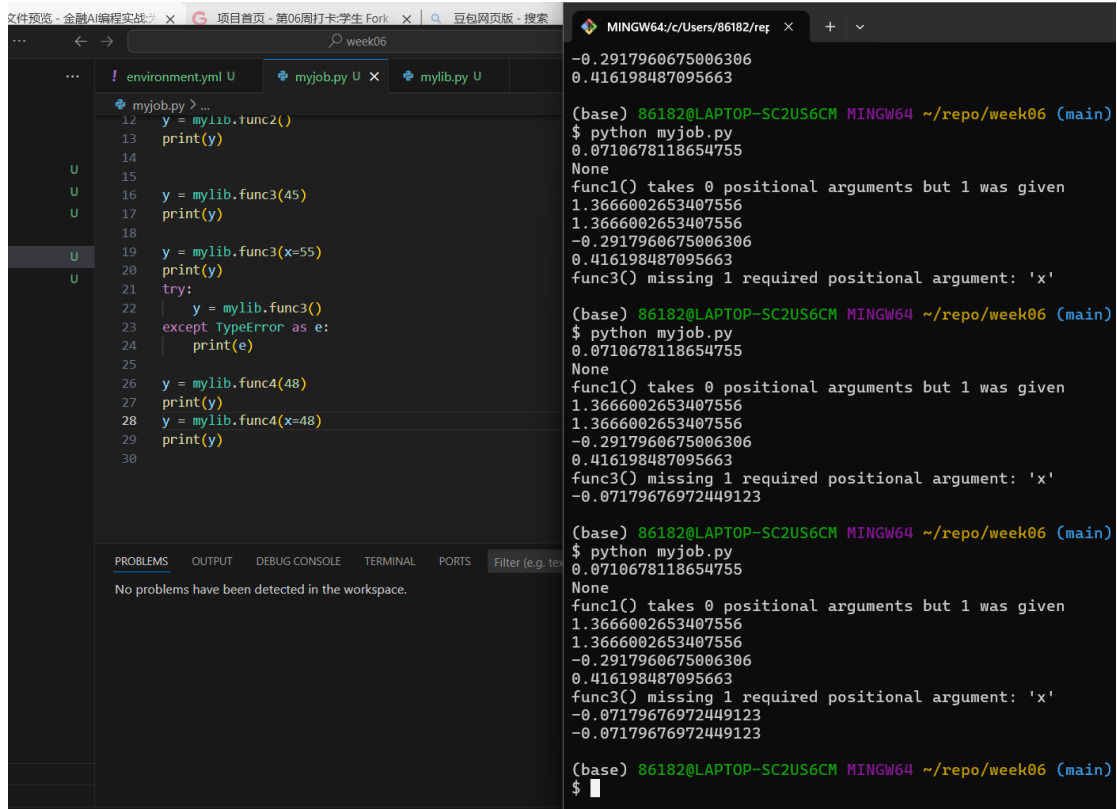 文件预览 - 金融AI编程实战
项目首页 - 第06周打卡:学生 Fork
豆包网页版 - 搜索
week06
environment.yml U
myjob.py U
mylib.py U
myjob.py > ...
12 y = mylib.func2()
13 print(y)
14
15
16 y = mylib.func3(45)
17 print(y)
18
19 y = mylib.func3(x=55)
20 print(y)
21 try:
22 y = mylib.func3()
23 except TypeError as e:
24 print(e)
25
26 y = mylib.func4(48)
27 print(y)
28 y = mylib.func4(x=48)
29 print(y)
30
U
U
U
U
U
PROBLEMS OUTPUT DEBUG CONSOLE TERMINAL PORTS Filter (e.g.
No problems have been detected in the workspace.
MINGW64:/c/Users/86182/rep
-0.2917960675006306
0.416198487095663
(base) 86182@LAPTOP-SC2US6CM MINGW64 ~/repo/week06 (main)
$ python myjob.py
0.0710678118654755
None
func1() takes 0 positional arguments but 1 was given
1.3666002653407556
1.3666002653407556
-0.2917960675006306
0.416198487095663
func3() missing 1 required positional argument: 'x'
(base) 86182@LAPTOP-SC2US6CM MINGW64 ~/repo/week06 (main)
$ python myjob.py
0.0710678118654755
None
func1() takes 0 positional arguments but 1 was given
1.3666002653407556
1.3666002653407556
-0.2917960675006306
0.416198487095663
func3() missing 1 required positional argument: 'x'
-0.07179676972449123
(base) 86182@LAPTOP-SC2US6CM MINGW64 ~/repo/week06 (main)
$ python myjob.py
0.0710678118654755
None
func1() takes 0 positional arguments but 1 was given
1.3666002653407556
1.3666002653407556
-0.2917960675006306
0.416198487095663
func3() missing 1 required positional argument: 'x'
-0.07179676972449123
-0.07179676972449123
(base) 86182@LAPTOP-SC2US6CM MINGW64 ~/repo/week06 (main)
$